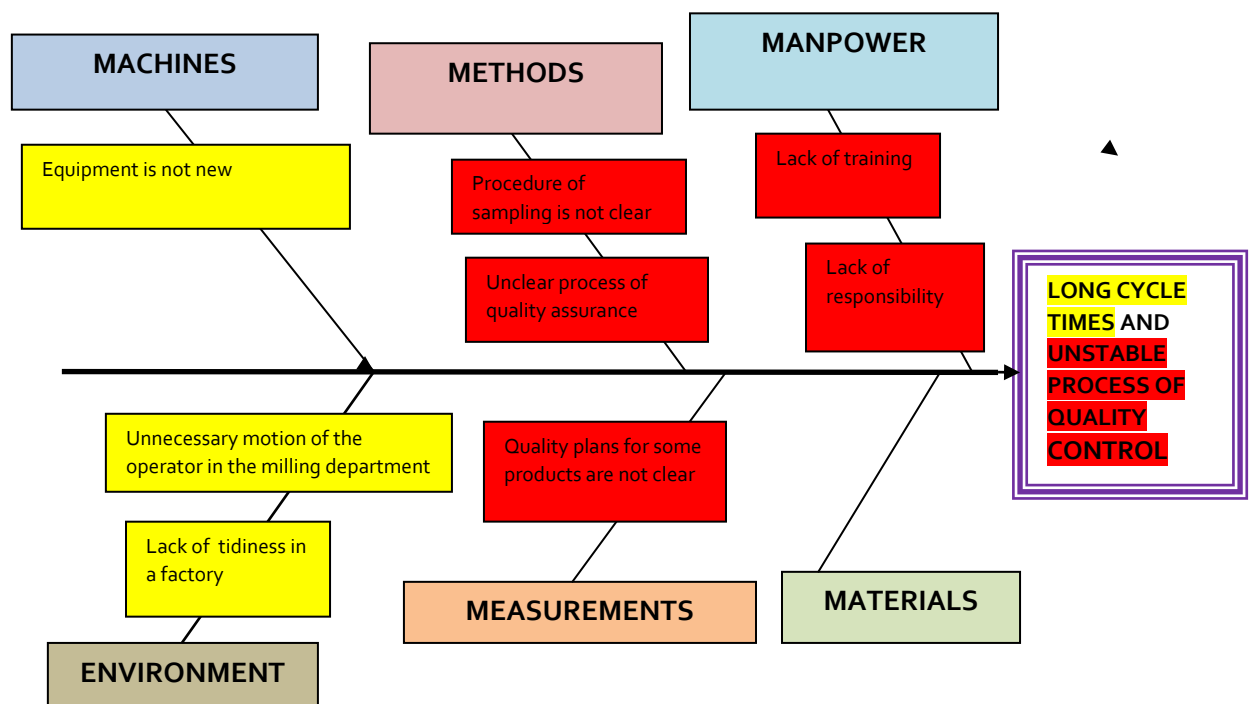 MACHINES
METHODS
MANPOWER
Equipment is not new
Procedure of
sampling is not clear
Lack of training
Unclear process of
quality assurance
Lack of
responsibility
LONG CYCLE
TIMES AND
UNSTABLE
PROCESS OF
QUALITY
CONTROL
Unnecessary motion of the
operator in the milling department
Quality plans for some
products are not clear
Lack of  tidiness in
a factory
MEASUREMENTS
MATERIALS
ENVIRONMENT